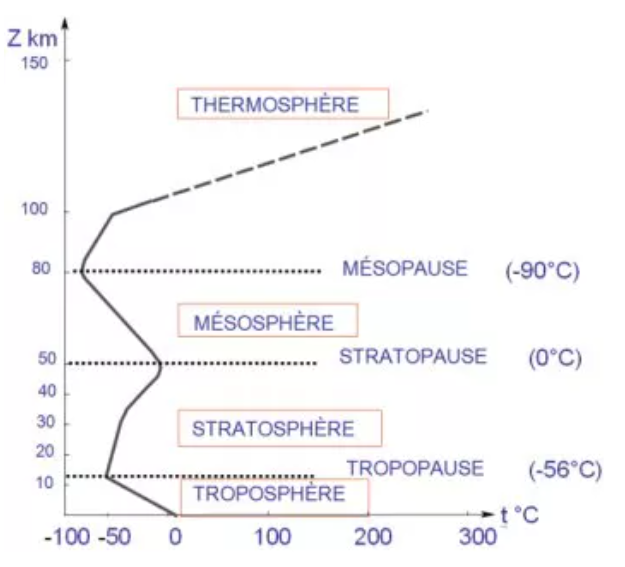 Z km
150
THERMOSPHÈRE
100
80
MÉSOPAUSE (-90°C)
MÉSOSPHÈRE
50
STRATOPAUSE (0°C)
40
30
STRATOSPHÈRE
20
TROPOPAUSE (-56°C)
10
TROPOSPHÈRE
t °C
-100 -50 0 100 200 300